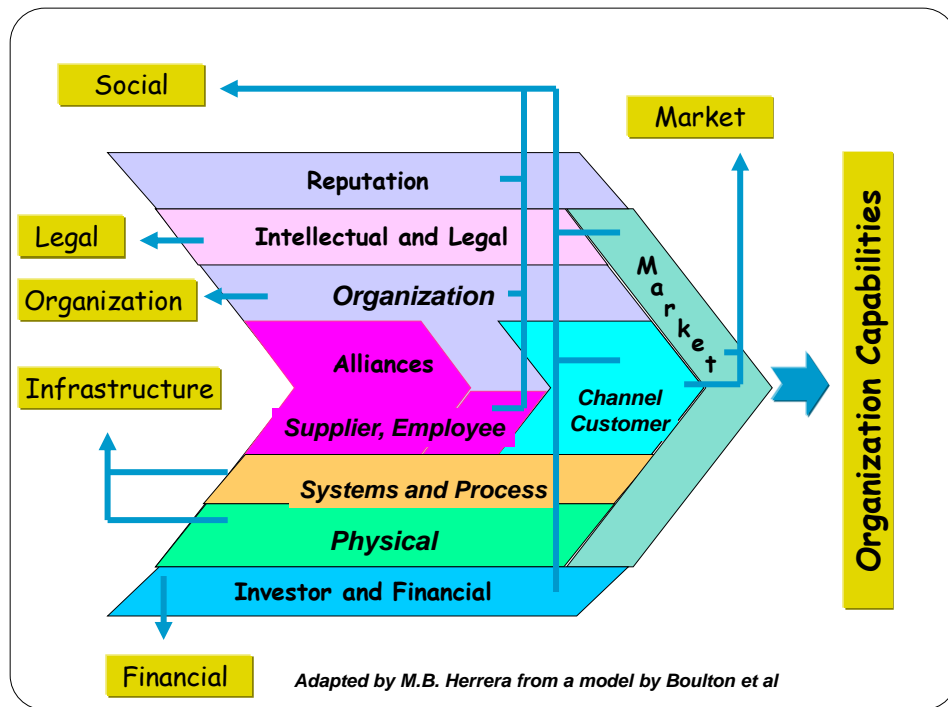 Social
Market
Reputation
Legal
Intellectual and Legal
Market
Organization
Organization
Alliances
Infrastructure
Channel
Customer
Supplier, Employee
Systems and Process
Physical
Investor and Financial
Financial
Organization Capabilities
Adapted by M.B. Herrera from a model by Boulton et al